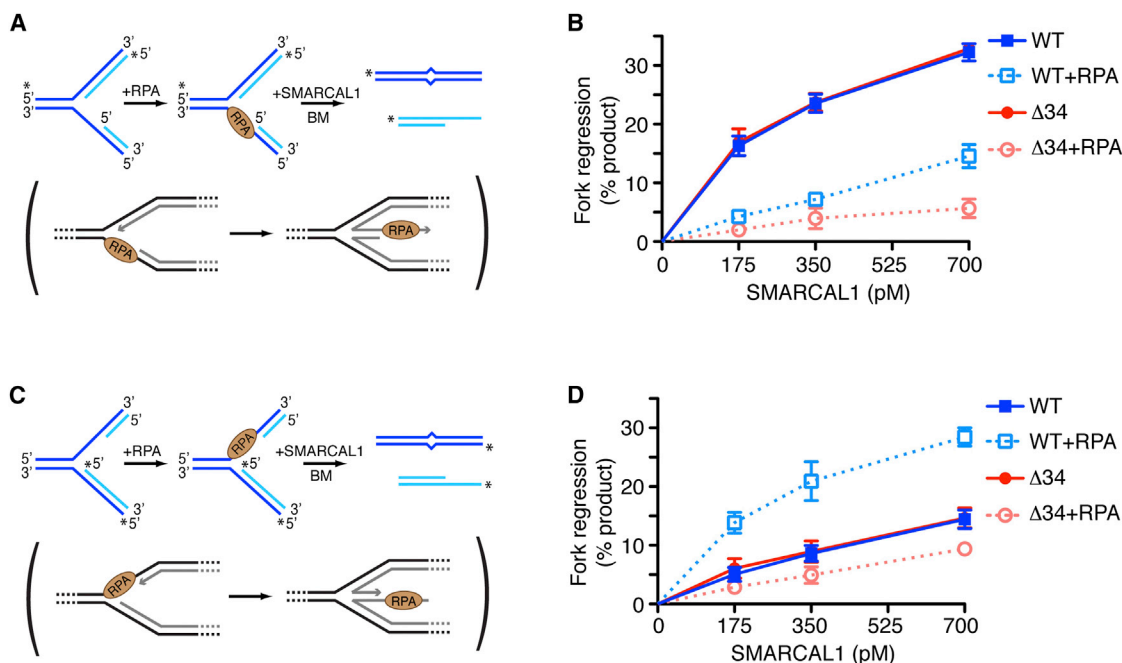 A
3'
*5'
*
5'
3'
5'
5'
+RPA
3'
*5'
5'
3'
RPA
5'
5'
+SMARCAL1
BM
*
*
RPA
RPA
B
Fork regression
(% product)
30
20
10
0
0 175 350 525 700
SMARCAL1 (pM)
WT
WT+RPA
Δ34
Δ34+RPA
C
3'
5'
5'
3'
*5'
3'
*5'
+RPA
3'
5'
RPA
5'
3'
*5'
3'
*5'
+SMARCAL1
BM
*
*
RPA
RPA
D
Fork regression
(% product)
30
20
10
0
0 175 350 525 700
SMARCAL1 (pM)
WT
WT+RPA
Δ34
Δ34+RPA